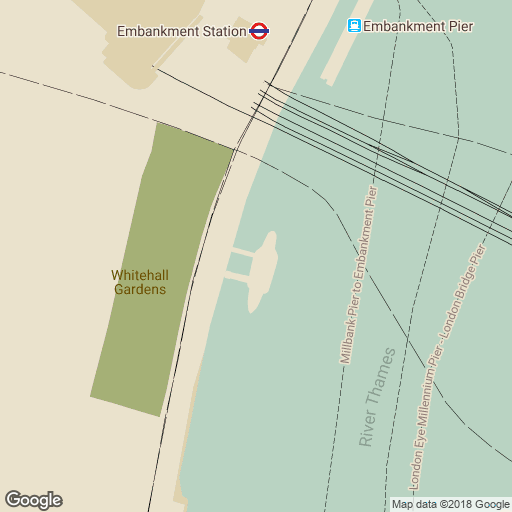 Embankment Station
Embankment Pier
Whitehall
Gardens
Millbank Pier to Embankment Pier
London Eye Millennium Pier - London Bridge Pier
River Thames
Google
Map data ©2018 Google